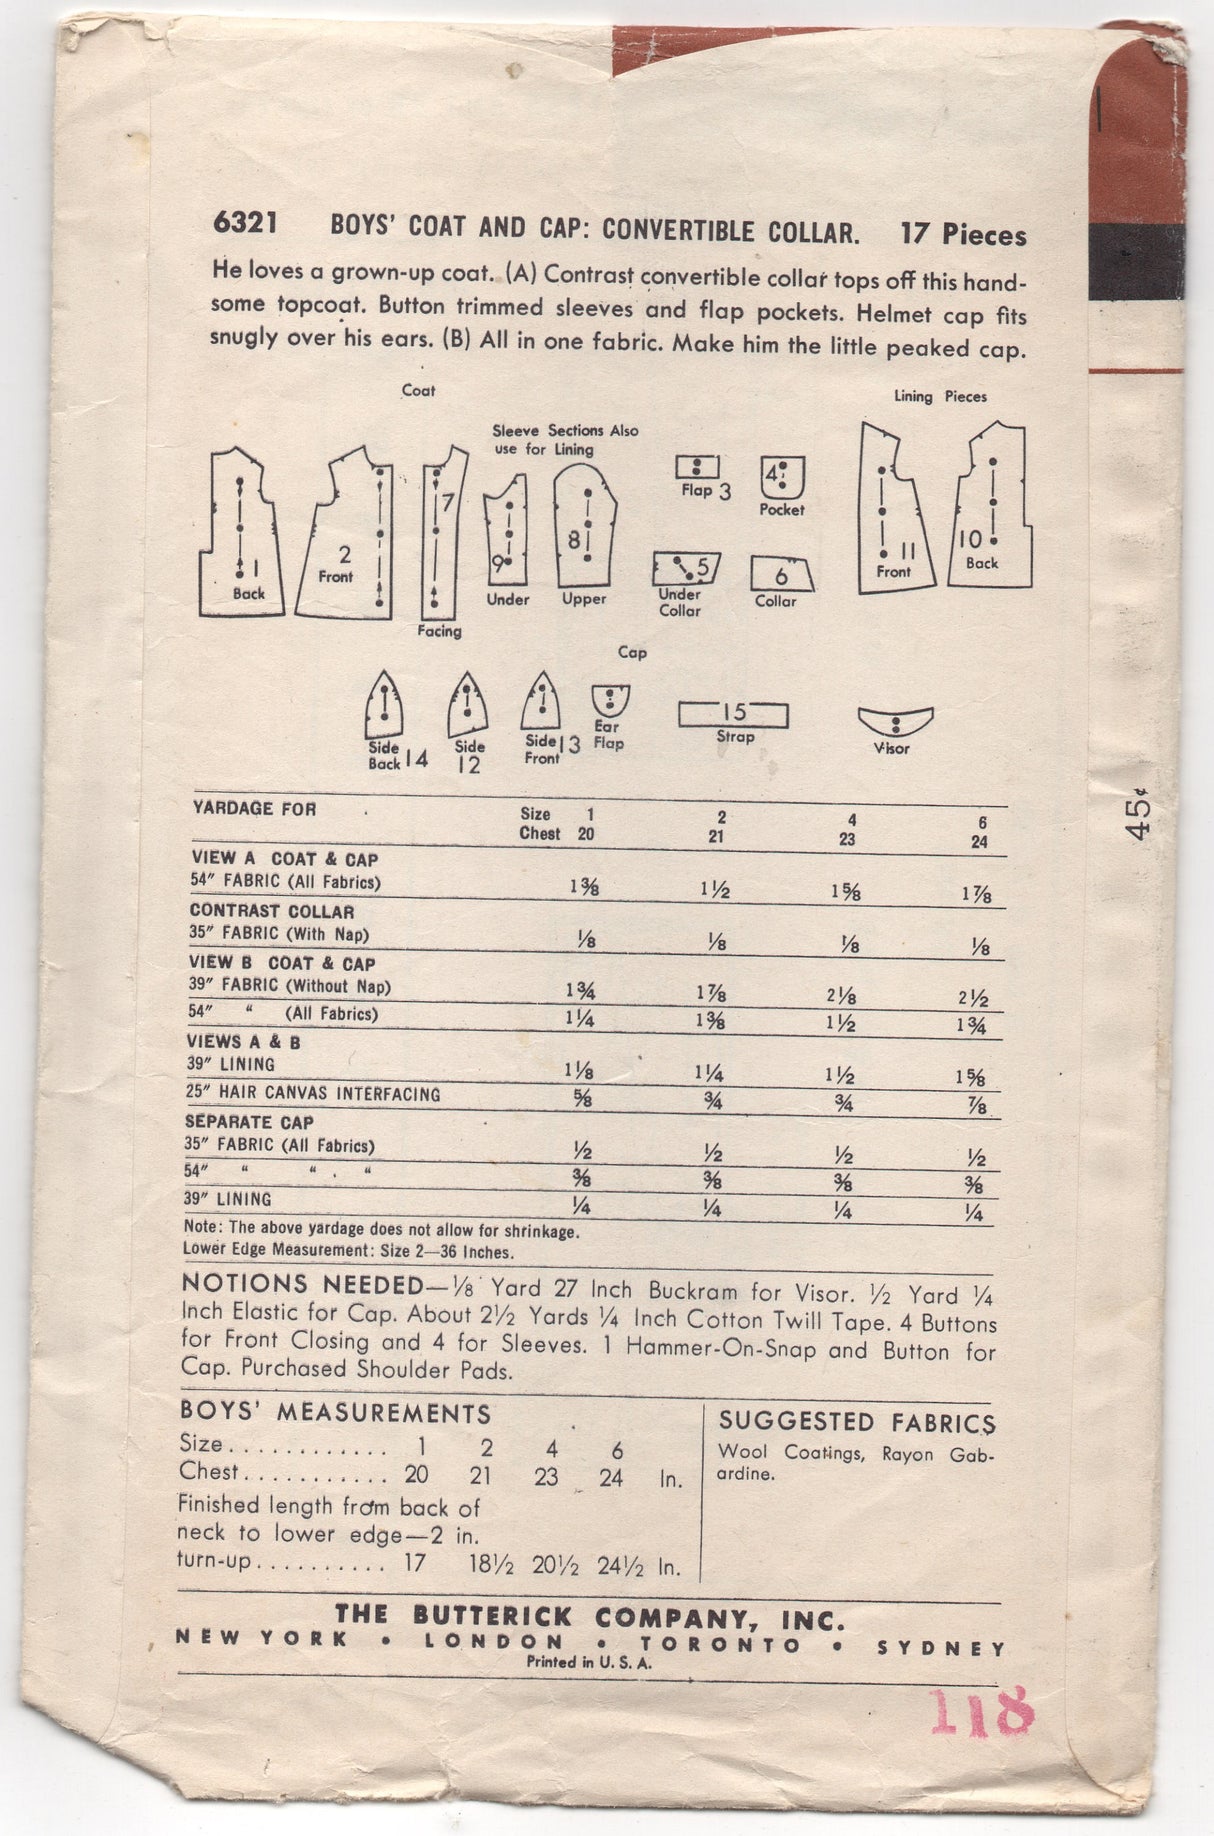 6321 BOYS' COAT AND CAP: CONVERTIBLE COLLAR. 17 Pieces
He loves a grown-up coat. (A) Contrast convertible collar tops off this hand-
some topcoat. Button trimmed sleeves and flap pockets. Helmet cap fits
snugly over his ears. (B) All in one fabric. Make him the little peaked cap.
Coat
Lining Pieces
Sleeve Sections Also
use for Lining
1
Back
2
Front
7
Facing
9
Under
8
Upper
Flap 3
4
Pocket
5
Under
Collar
6
Collar
11
Front
10
Back
Cap
Side
Back 14
Side
12
Side 13
Front
Ear
Flap
15
Strap
Visor
45¢
YARDAGE FOR Size 1 2 4 6
Chest 20 21 23 24
VIEW A COAT & CAP
54" FABRIC (All Fabrics) 1⅜ 1½ 1⅝ 1⅞
CONTRAST COLLAR
35" FABRIC (With Nap) ⅛ ⅛ ⅛ ⅛
VIEW B COAT & CAP
39" FABRIC (Without Nap) 1¾ 1⅞ 2⅛ 2½
54" " (All Fabrics) 1¼ 1⅜ 1½ 1¾
VIEWS A & B
39" LINING 1⅛ 1¼ 1½ 1⅝
25" HAIR CANVAS INTERFACING ⅝ ¾ ¾ ⅞
SEPARATE CAP
35" FABRIC (All Fabrics) ½ ½ ½ ½
54" " " " ⅜ ⅜ ⅜ ⅜
39" LINING ¼ ¼ ¼ ¼
Note: The above yardage does not allow for shrinkage.
Lower Edge Measurement: Size 2—36 Inches.
NOTIONS NEEDED—⅛ Yard 27 Inch Buckram for Visor. ½ Yard ¼
Inch Elastic for Cap. About 2½ Yards ¼ Inch Cotton Twill Tape. 4 Buttons
for Front Closing and 4 for Sleeves. 1 Hammer-On-Snap and Button for
Cap. Purchased Shoulder Pads.
BOYS' MEASUREMENTS
Size............ 1 2 4 6
Chest........... 20 21 23 24 In.
Finished length from back of
neck to lower edge—2 in.
turn-up.......... 17 18½ 20½ 24½ In.
SUGGESTED FABRICS
Wool Coatings, Rayon Gab-
ardine.
THE BUTTERICK COMPANY, INC.
NEW YORK • LONDON • TORONTO • SYDNEY
Printed in U. S. A.
118